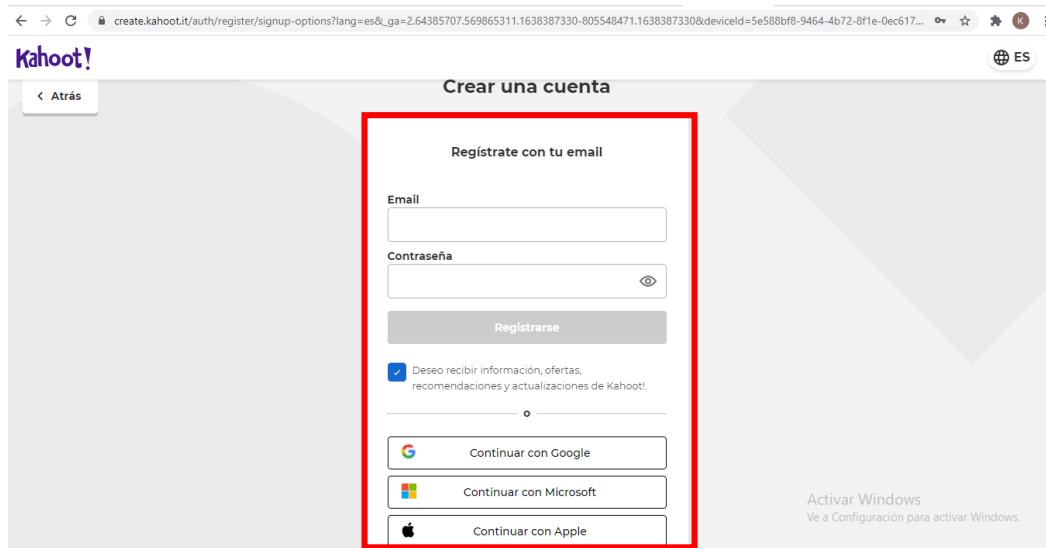 create.kahoot.it/auth/register/signup-options?lang=es&_ga=2.64385707.569865311.1638387330-805548471.1638387330&deviceId=5e588bf8-9464-4b72-8f1e-0ec617...
K
Kahoot!
ES
Atrás
Crear una cuenta
Regístrate con tu email
Email
Contraseña
Registrarse
Deseo recibir información, ofertas,
recomendaciones y actualizaciones de Kahoot!.
o
Continuar con Google
Continuar con Microsoft
Continuar con Apple
Activar Windows
Ve a Configuración para activar Windows.